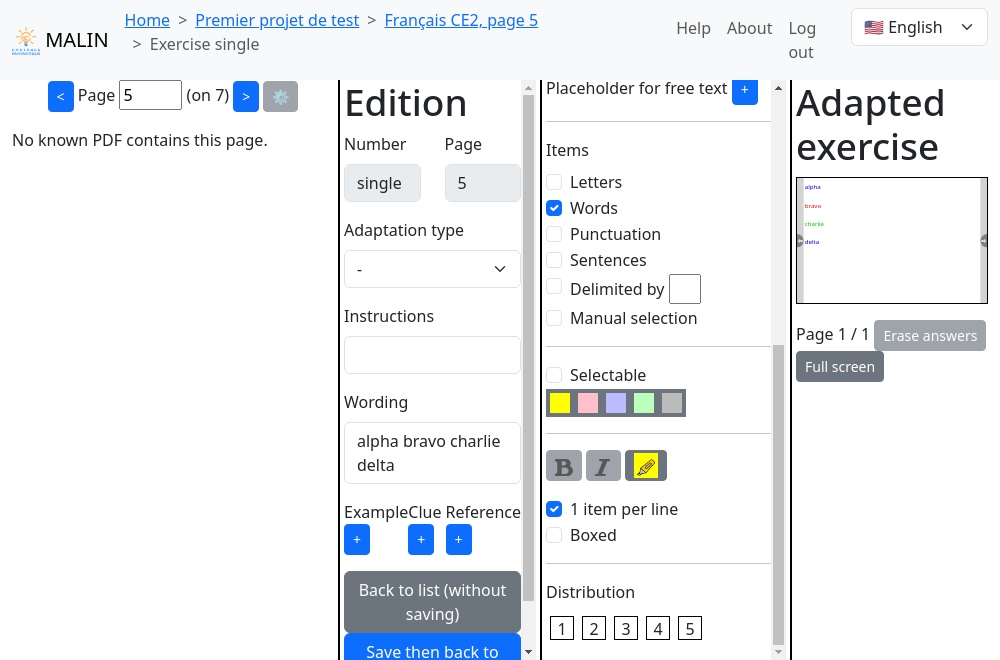 MALIN
Home > Premier projet de test > Français CE2, page 5
> Exercise single
Help About Log out
🇺🇸 English
< Page 5 (on 7) > ⚙️
No known PDF contains this page.
Edition
Number Page
single 5
Adaptation type
-
Instructions
Wording
alpha bravo charlie
delta
Example Clue Reference
+ + +
Back to list (without
saving)
Save then back to
Placeholder for free text +
Items
Letters
Words
Punctuation
Sentences
Delimited by
Manual selection
Selectable
B I
1 item per line
Boxed
Distribution
1 2 3 4 5
Adapted
exercise
alpha
bravo
charlie
delta
Page 1 / 1 Erase answers
Full screen